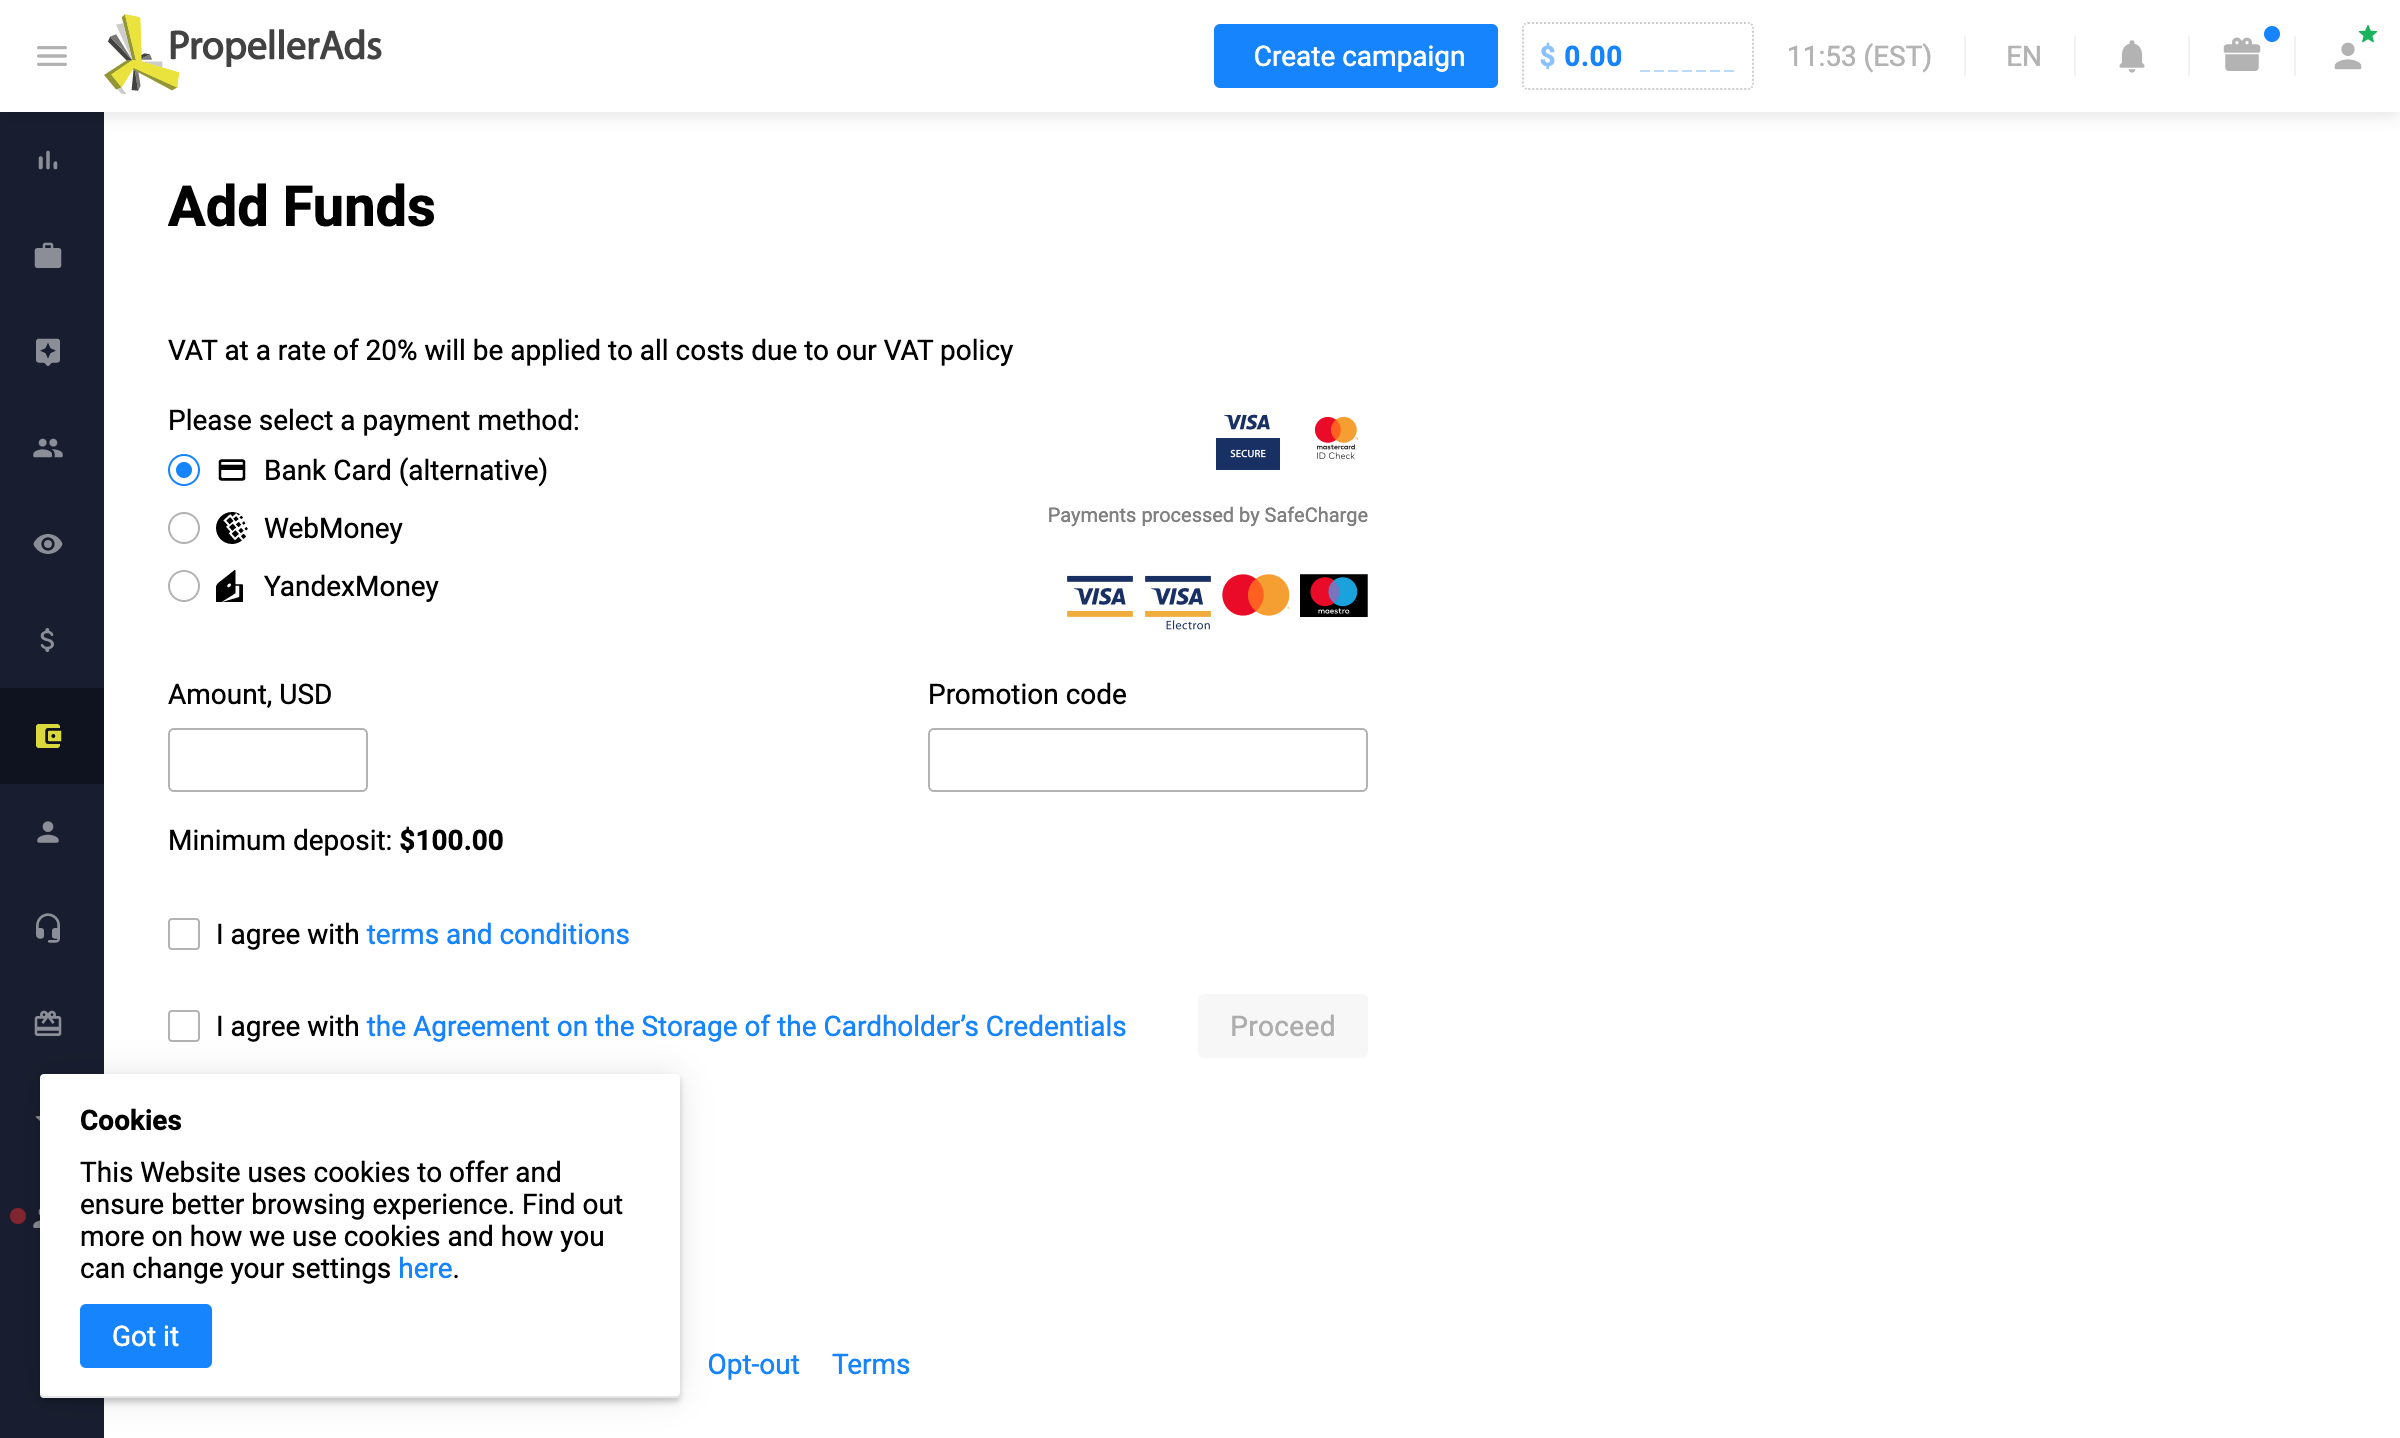 PropellerAds
Create campaign
$ 0.00
11:53 (EST)
EN
Add Funds
VAT at a rate of 20% will be applied to all costs due to our VAT policy
Please select a payment method:
Bank Card (alternative)
WebMoney
YandexMoney
VISA
SECURE
mastercard
ID Check
Payments processed by SafeCharge
VISA
VISA
Electron
maestro
Amount, USD
Promotion code
Minimum deposit: $100.00
I agree with terms and conditions
I agree with the Agreement on the Storage of the Cardholder’s Credentials
Proceed
Cookies
This Website uses cookies to offer and
ensure better browsing experience. Find out
more on how we use cookies and how you
can change your settings here.
Got it
Opt-out Terms